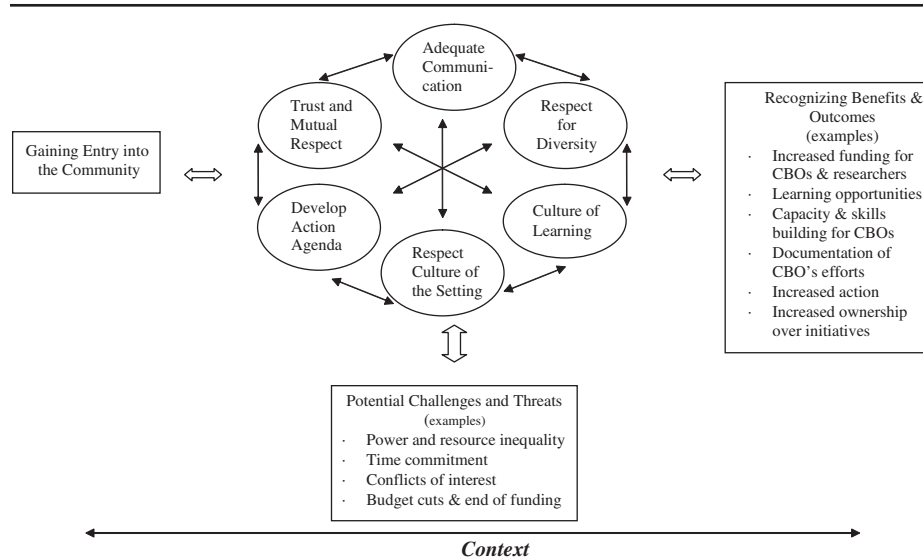 Adequate
Communi-
cation
Trust and
Mutual
Respect
Respect
for
Diversity
Gaining Entry into
the Community
Develop
Action
Agenda
Culture of
Learning
Respect
Culture of
the Setting
Recognizing Benefits &
Outcomes
(examples)
· Increased funding for
CBOs & researchers
· Learning opportunities
· Capacity & skills
building for CBOs
· Documentation of
CBO's efforts
· Increased action
· Increased ownership
over initiatives
Potential Challenges and Threats
(examples)
· Power and resource inequality
· Time commitment
· Conflicts of interest
· Budget cuts & end of funding
Context